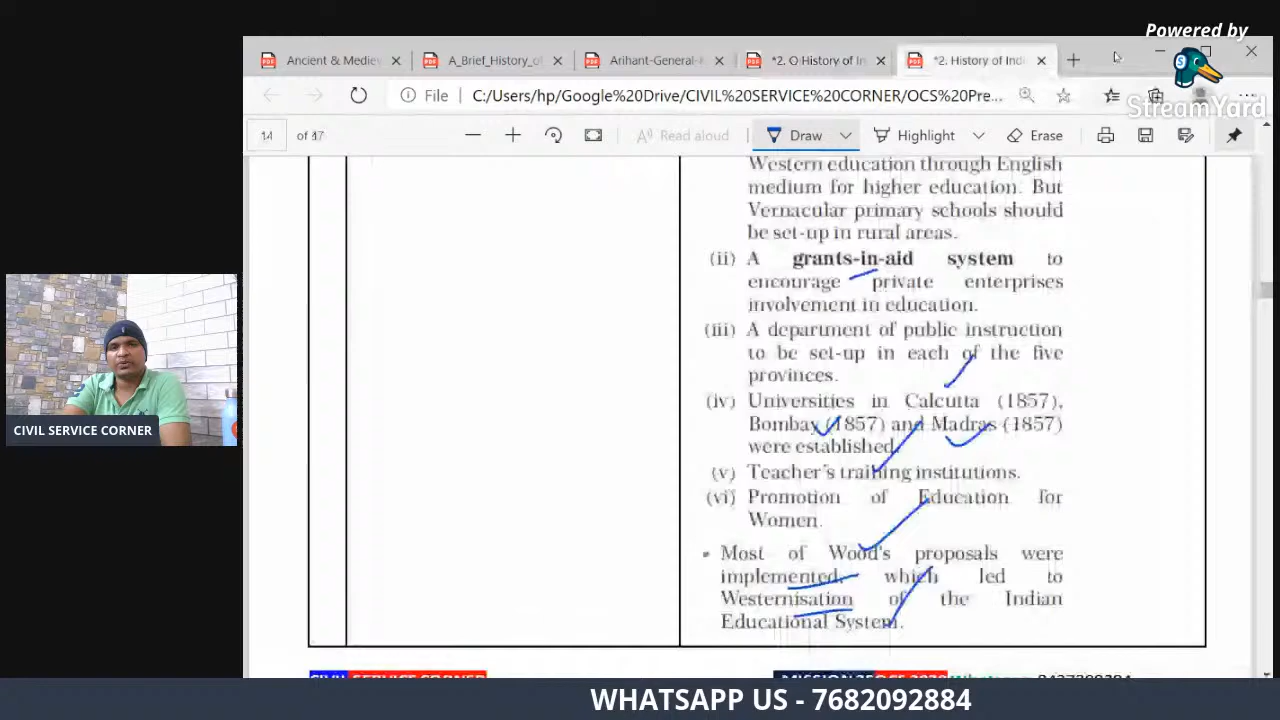 Powered by
StreamYard
Ancient & Mediev
A_Brief_History_of
Arihant-General-K
*2. O History of In
*2. History of Indi
File
C:/Users/hp/Google%20Drive/CIVIL%20SERVICE%20CORNER/OCS%20Pre...
14 of 17
Read aloud
Draw
Highlight
Erase
Western education through English
medium for higher education. But
Vernacular primary schools should
be set-up in rural areas.
(ii) A grants-in-aid system to
encourage private enterprises
involvement in education.
(iii) A department of public instruction
to be set-up in each of the five
provinces.
(iv) Universities in Calcutta (1857),
Bombay (1857) and Madras (1857)
were established.
(v) Teacher's training institutions.
(vi) Promotion of Education for
Women.
• Most of Wood's proposals were
implemented, which led to
Westernisation of the Indian
Educational System.
CIVIL SERVICE CORNER
CIVIL SERVICE CORNER
WHATSAPP US - 7682092884